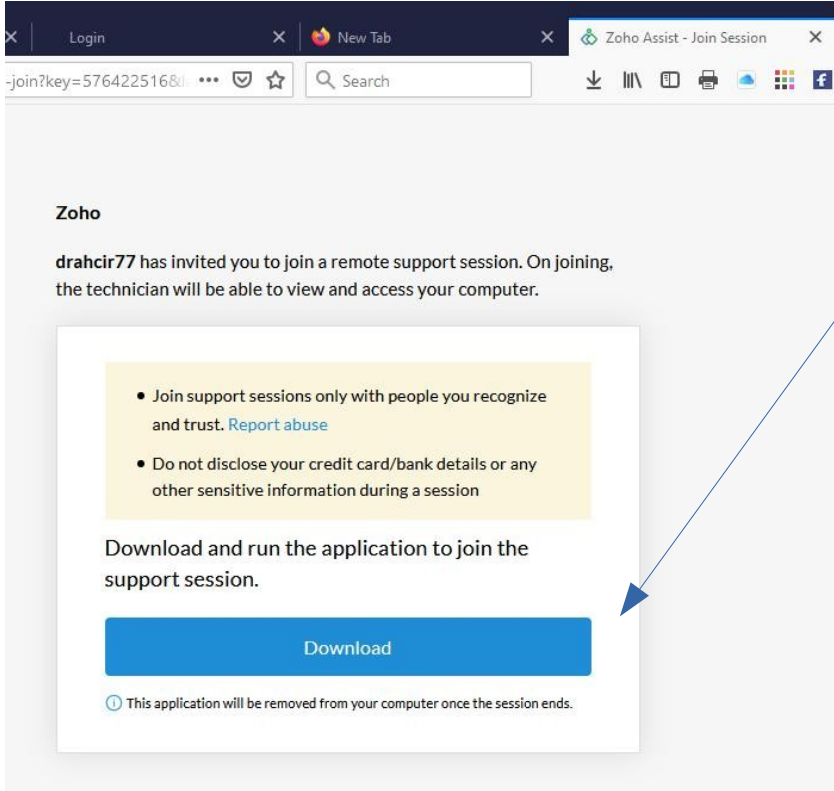 Login
New Tab
Zoho Assist - Join Session
-join?key=576422516&
Search
Zoho
drahcir77 has invited you to join a remote support session. On joining,
the technician will be able to view and access your computer.
• Join support sessions only with people you recognize
and trust. Report abuse
• Do not disclose your credit card/bank details or any
other sensitive information during a session
Download and run the application to join the
support session.
Download
This application will be removed from your computer once the session ends.